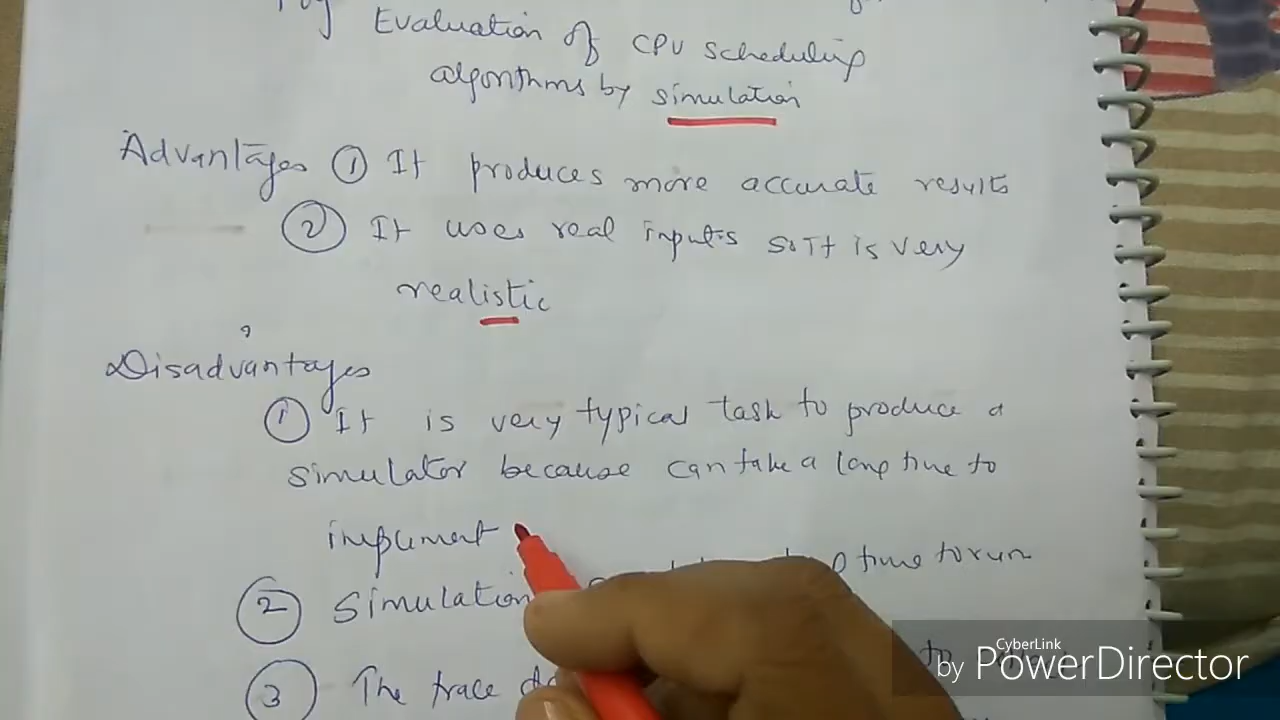 Evaluation of CPU scheduling
algorithms by simulation
Advantages ① It produces more accurate results
② It uses real inputs so it is very
realistic
Disadvantages
① It is very typical task to produce a
simulator because can take a long time to
implement
② Simulation time to run
③ The trace to
CyberLink
by PowerDirector